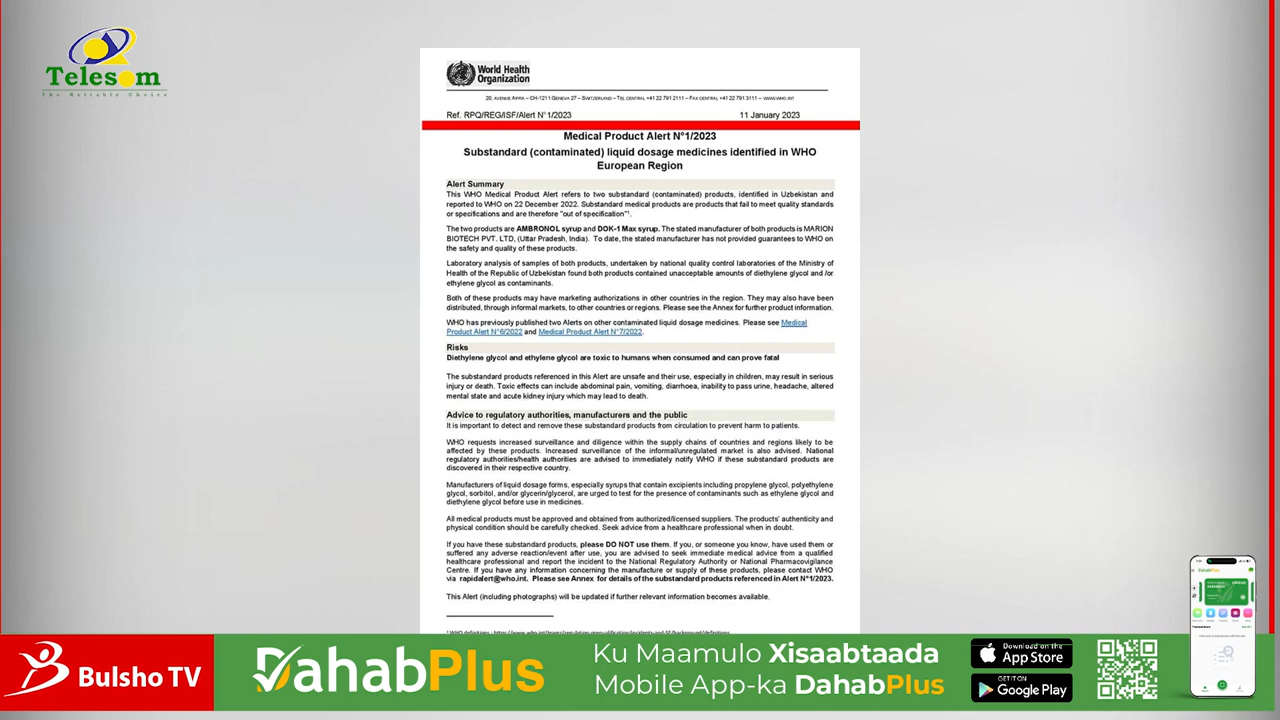 Telesom
The Reliable Choice
World Health
Organization
20, AVENUE APPIA – CH-1211 GENEVA 27 – SWITZERLAND – TEL CENTRAL +41 22 791 2111 – FAX CENTRAL +41 22 791 3111 – WWW.WHO.INT
Ref. RPQ/REG/ISF/Alert N°1/2023
11 January 2023
Medical Product Alert N°1/2023
Substandard (contaminated) liquid dosage medicines identified in WHO
European Region
Alert Summary
This WHO Medical Product Alert refers to two substandard (contaminated) products, identified in Uzbekistan and
reported to WHO on 22 December 2022. Substandard medical products are products that fail to meet quality standards
or specifications and are therefore "out of specification"¹.
The two products are AMBRONOL syrup and DOK-1 Max syrup. The stated manufacturer of both products is MARION
BIOTECH PVT. LTD, (Uttar Pradesh, India). To date, the stated manufacturer has not provided guarantees to WHO on
the safety and quality of these products.
Laboratory analysis of samples of both products, undertaken by national quality control laboratories of the Ministry of
Health of the Republic of Uzbekistan found both products contained unacceptable amounts of diethylene glycol and /or
ethylene glycol as contaminants.
Both of these products may have marketing authorizations in other countries in the region. They may also have been
distributed, through informal markets, to other countries or regions. Please see the Annex for further product information.
WHO has previously published two Alerts on other contaminated liquid dosage medicines. Please see Medical
Product Alert N°6/2022 and Medical Product Alert N°7/2022.
Risks
Diethylene glycol and ethylene glycol are toxic to humans when consumed and can prove fatal
The substandard products referenced in this Alert are unsafe and their use, especially in children, may result in serious
injury or death. Toxic effects can include abdominal pain, vomiting, diarrhoea, inability to pass urine, headache, altered
mental state and acute kidney injury which may lead to death.
Advice to regulatory authorities, manufacturers and the public
It is important to detect and remove these substandard products from circulation to prevent harm to patients.
WHO requests increased surveillance and diligence within the supply chains of countries and regions likely to be
affected by these products. Increased surveillance of the informal/unregulated market is also advised. National
regulatory authorities/health authorities are advised to immediately notify WHO if these substandard products are
discovered in their respective country.
Manufacturers of liquid dosage forms, especially syrups that contain excipients including propylene glycol, polyethylene
glycol, sorbitol, and/or glycerin/glycerol, are urged to test for the presence of contaminants such as ethylene glycol and
diethylene glycol before use in medicines.
All medical products must be approved and obtained from authorized/licensed suppliers. The products' authenticity and
physical condition should be carefully checked. Seek advice from a healthcare professional when in doubt.
If you have these substandard products, please DO NOT use them. If you, or someone you know, have used them or
suffered any adverse reaction/event after use, you are advised to seek immediate medical advice from a qualified
healthcare professional and report the incident to the National Regulatory Authority or National Pharmacovigilance
Centre. If you have any information concerning the manufacture or supply of these products, please contact WHO
via rapidalert@who.int. Please see Annex for details of the substandard products referenced in Alert N°1/2023.
This Alert (including photographs) will be updated if further relevant information becomes available.
Bulsho TV
DahabPlus
Ku Maamulo Xisaabtaada
Mobile App-ka DahabPlus
Download on the
App Store
GET IT ON
Google Play
DahabPlus